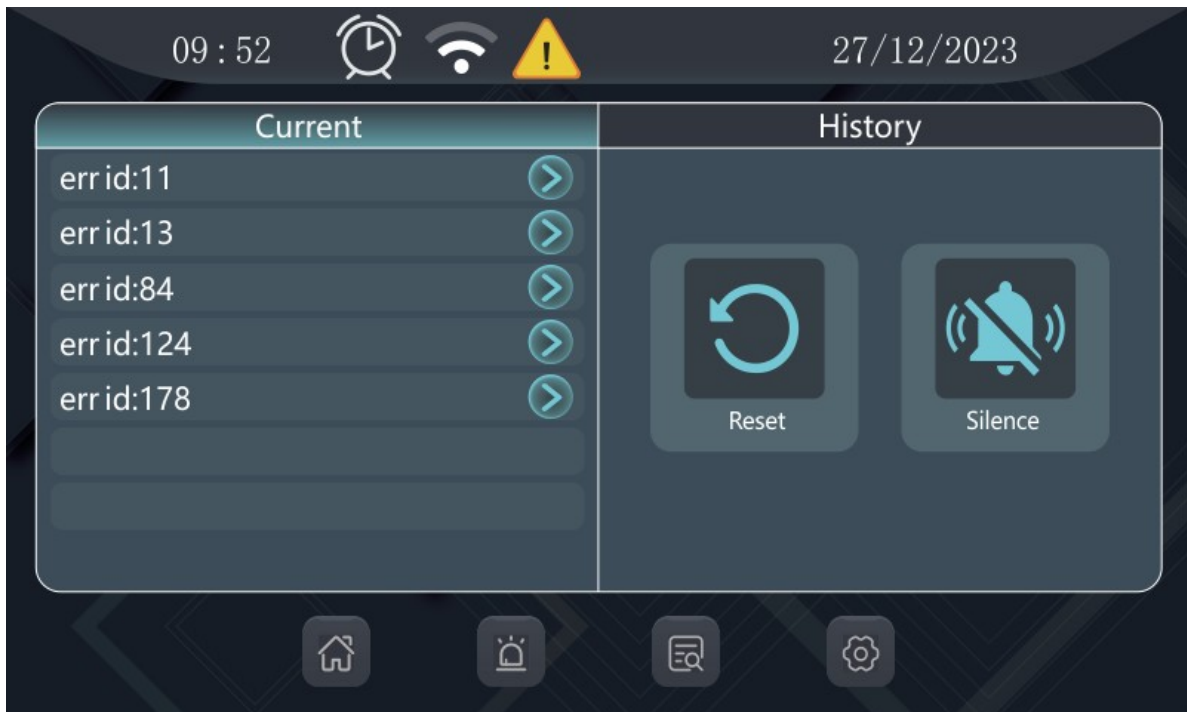 09 : 52
27/12/2023
Current
History
err id:11
err id:13
err id:84
err id:124
err id:178
Reset
Silence